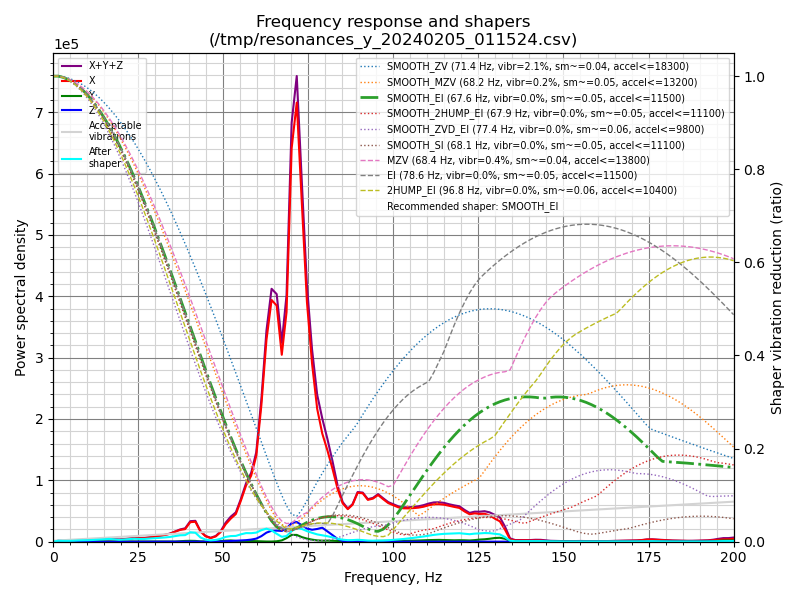 Frequency response and shapers
(/tmp/resonances_y_20240205_011524.csv)
1e5
X+Y+Z
X
Y
Z
Acceptable
vibrations
After
shaper
SMOOTH_ZV (71.4 Hz, vibr=2.1%, sm~=0.04, accel<=18300)
SMOOTH_MZV (68.2 Hz, vibr=0.2%, sm~=0.05, accel<=13200)
SMOOTH_EI (67.6 Hz, vibr=0.0%, sm~=0.05, accel<=11500)
SMOOTH_2HUMP_EI (67.9 Hz, vibr=0.0%, sm~=0.05, accel<=11100)
SMOOTH_ZVD_EI (77.4 Hz, vibr=0.0%, sm~=0.06, accel<=9800)
SMOOTH_SI (68.1 Hz, vibr=0.0%, sm~=0.05, accel<=11100)
MZV (68.4 Hz, vibr=0.4%, sm~=0.04, accel<=13800)
EI (78.6 Hz, vibr=0.0%, sm~=0.05, accel<=11500)
2HUMP_EI (96.8 Hz, vibr=0.0%, sm~=0.06, accel<=10400)
Recommended shaper: SMOOTH_EI
Power spectral density
7
6
5
4
3
2
1
0
1.0
0.8
0.6
0.4
0.2
0.0
Shaper vibration reduction (ratio)
0 25 50 75 100 125 150 175 200
Frequency, Hz